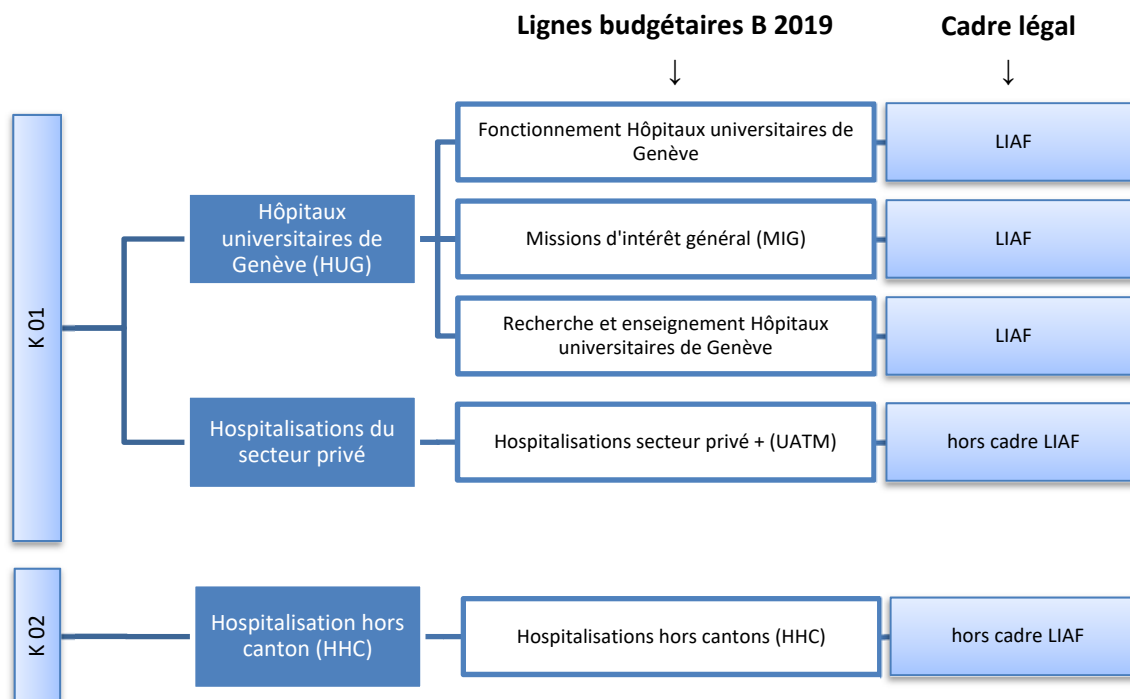 Lignes budgétaires B 2019
Cadre légal
↓
↓
K 01
Hôpitaux
universitaires de
Genève (HUG)
Fonctionnement Hôpitaux universitaires de
Genève
LIAF
Missions d'intérêt général (MIG)
LIAF
Recherche et enseignement Hôpitaux
universitaires de Genève
LIAF
Hospitalisations du
secteur privé
Hospitalisations secteur privé + (UATM)
hors cadre LIAF
K 02
Hospitalisation hors
canton (HHC)
Hospitalisations hors cantons (HHC)
hors cadre LIAF